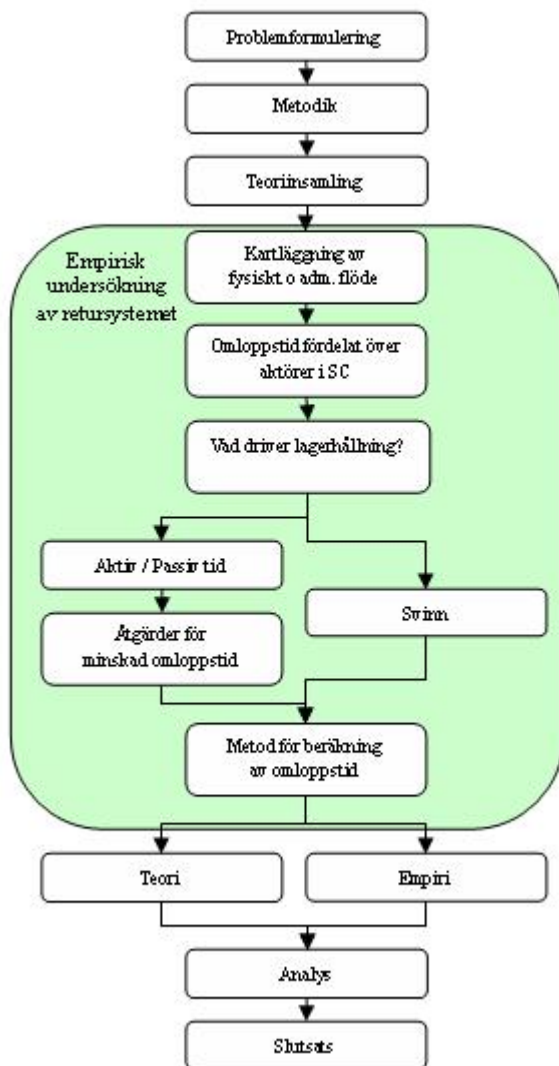 Problemformulering
Metodik
Teoriinsamling
Empirisk
undersökning
av retursystemet
Kartläggning av
fysiskt o adm. flöde
Omloppstid fördelat över
aktörer i SC
Vad driver lagerhållning?
Aktiv / Passiv tid
Åtgärder för
minskad omloppstid
Svinn
Metod för beräkning
av omloppstid
Teori
Empiri
Analys
Slutsats